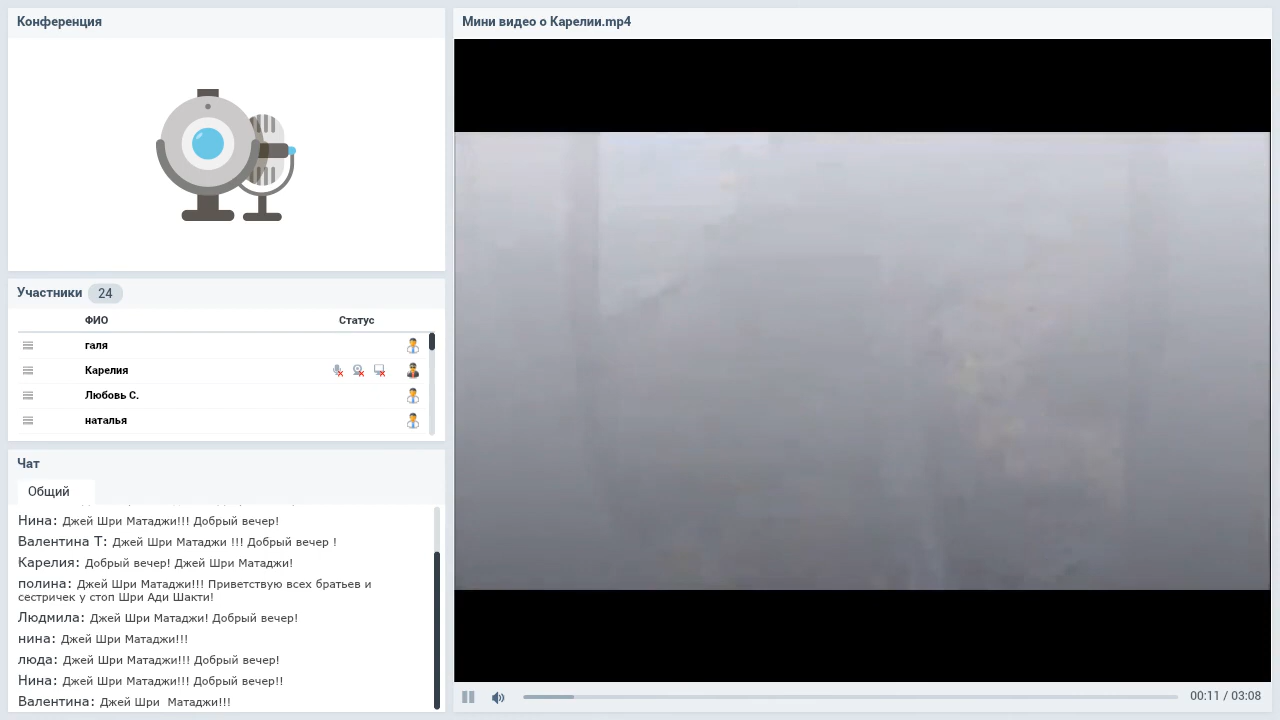 Конференция
Мини видео о Карелии.mp4
Участники 24
ФИО Статус
галя
Карелия
Любовь С.
наталья
Чат
Общий
Нина: Джей Шри Матаджи!!! Добрый вечер!
Валентина Т: Джей Шри Матаджи !!! Добрый вечер !
Карелия: Добрый вечер! Джей Шри Матаджи!
полина: Джей Шри Матаджи!!! Приветствую всех братьев и
сестричек у стоп Шри Ади Шакти!
Людмила: Джей Шри Матаджи! Добрый вечер!
нина: Джей Шри Матаджи!!!
люда: Джей Шри Матаджи!!! Добрый вечер!
Нина: Джей Шри Матаджи!!! Добрый вечер!!
Валентина: Джей Шри Матаджи!!!
00:11 / 03:08